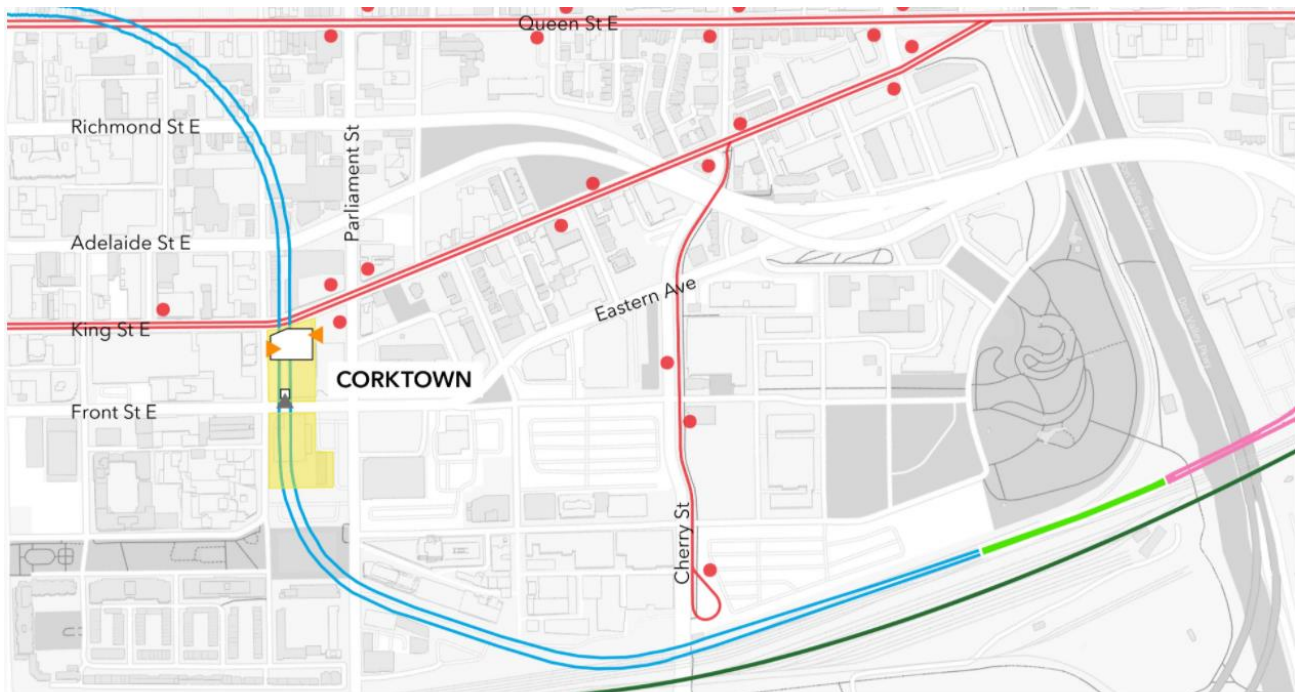 Queen St E
Richmond St E
Parliament St
Adelaide St E
Eastern Ave
King St E
CORKTOWN
Front St E
Cherry St